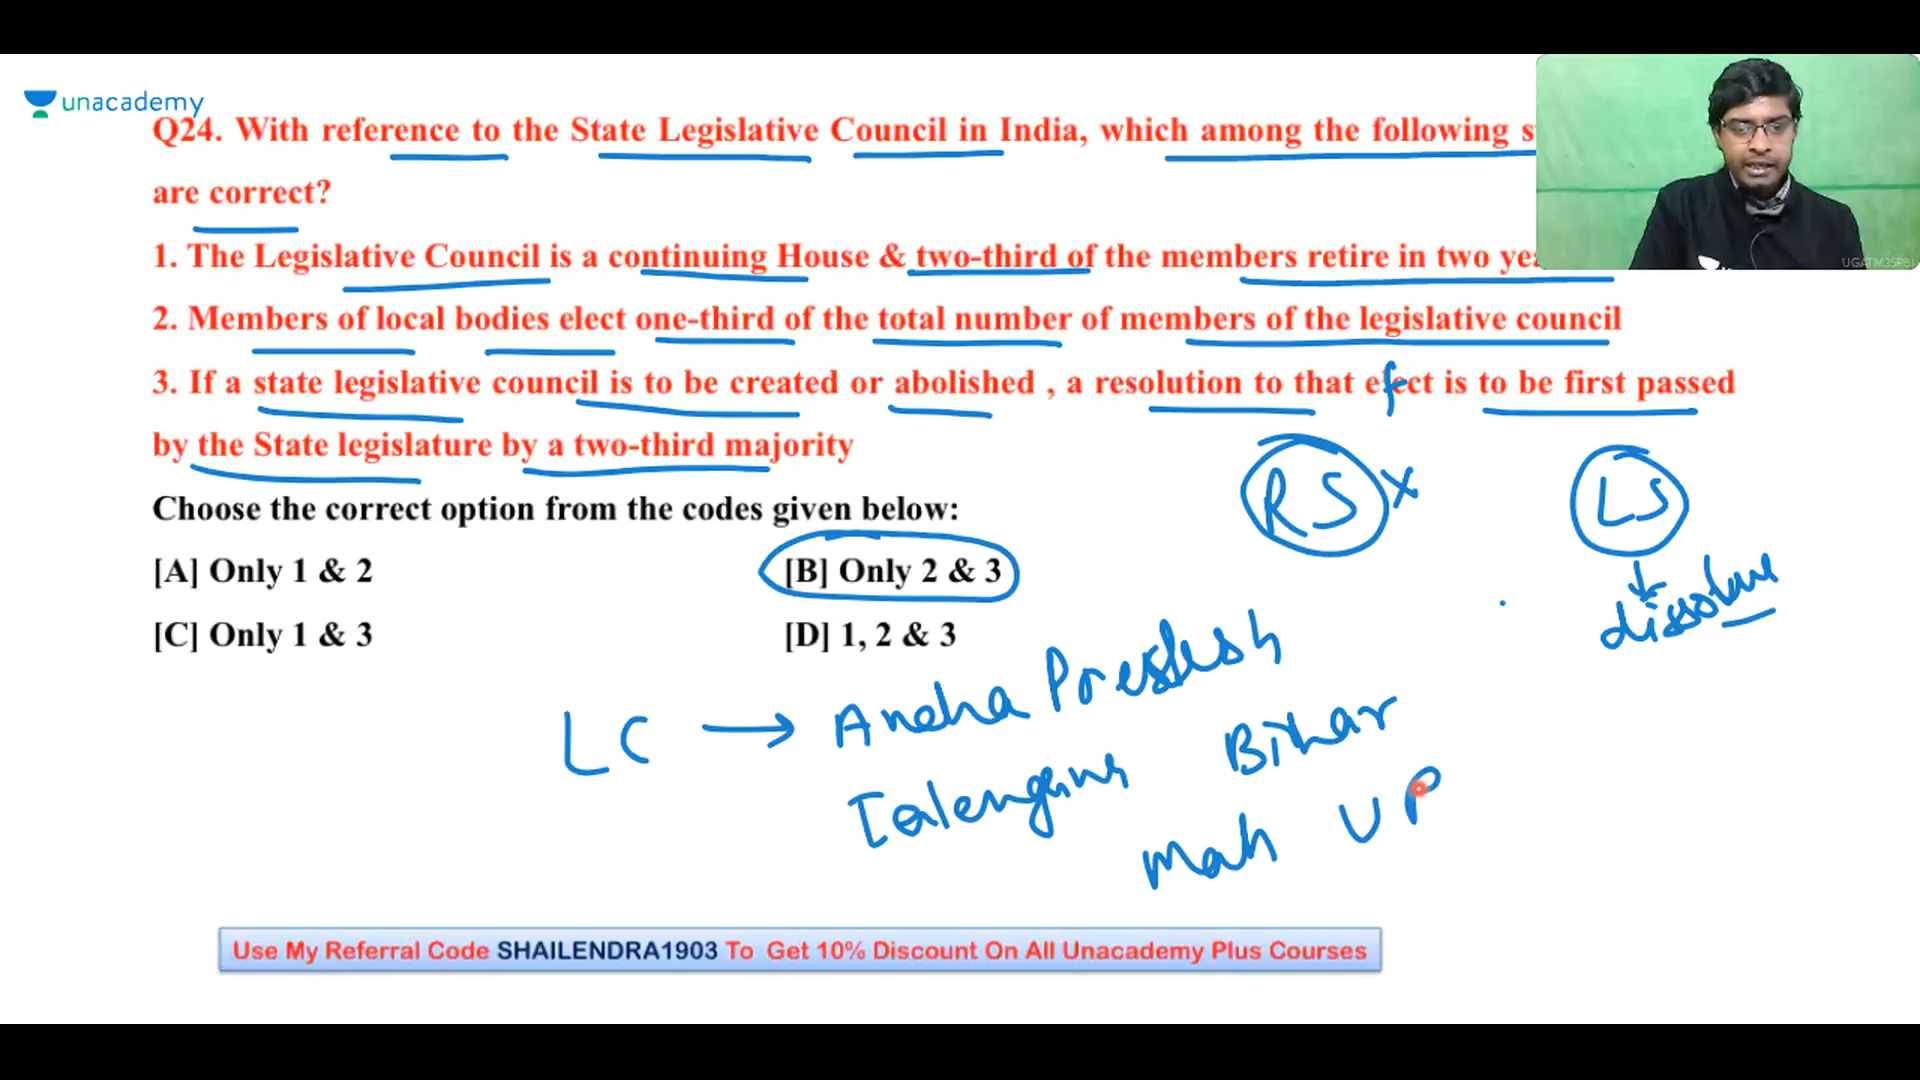 unacademy
Q24. With reference to the State Legislative Council in India, which among the following s
are correct?
1. The Legislative Council is a continuing House & two-third of the members retire in two yea
2. Members of local bodies elect one-third of the total number of members of the legislative council
3. If a state legislative council is to be created or abolished , a resolution to that efect is to be first passed
f
by the State legislature by a two-third majority
RS x LS
Choose the correct option from the codes given below:
[A] Only 1 & 2 [B] Only 2 & 3
dissolve
[C] Only 1 & 3 [D] 1, 2 & 3
LC → Andhra Pradesh
Bihar
Mah UP
Use My Referral Code SHAILENDRA1903 To Get 10% Discount On All Unacademy Plus Courses